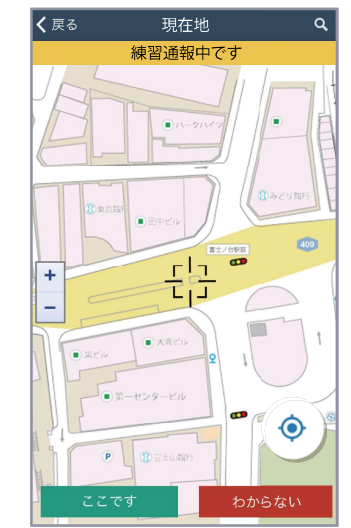 戻る
現在地
練習通報中です
パークハイツ
みどり銀行
東京銀行
田中ビル
富士ノ台駅前
409
+
−
大森ビル
第一センタービル
P
富士山銀行
ここです
わからない